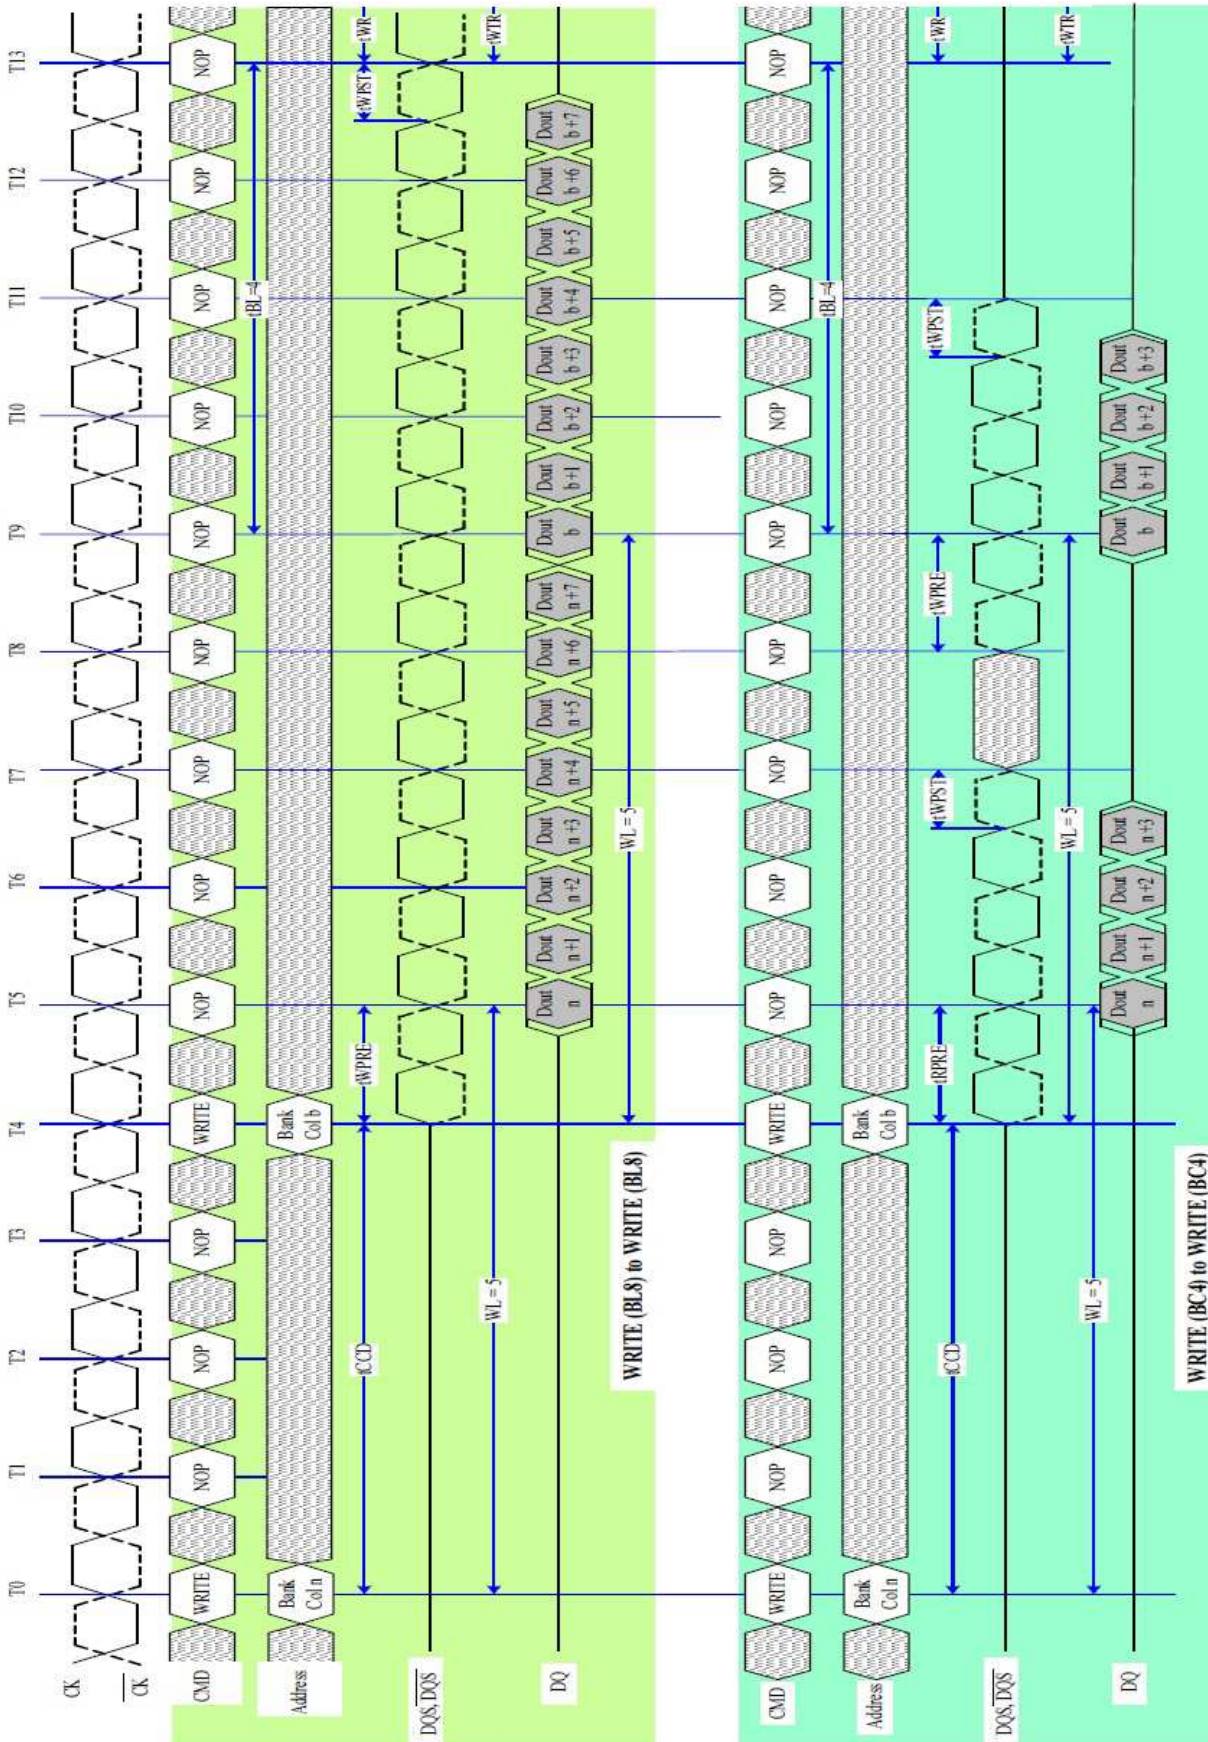 T0 T1 T2 T3 T4 T5 T6 T7 T8 T9 T10 T11 T12 T13
CK
CK
CMD WRITE NOP NOP NOP WRITE NOP NOP NOP NOP NOP NOP NOP NOP NOP
Address Bank Bank
Col n Col b
tBL=4
tCCD tWPRE tWPST tWR
DQS, DQS
WL = 5 tWTR
DQ Dout Dout Dout Dout Dout Dout Dout Dout Dout Dout Dout Dout Dout Dout Dout Dout
n n+1 n+2 n+3 n+4 n+5 n+6 n+7 b b+1 b+2 b+3 b+4 b+5 b+6 b+7
WL = 5
WRITE (BL8) to WRITE (BL8)
CMD WRITE NOP NOP NOP WRITE NOP NOP NOP NOP NOP NOP NOP NOP NOP
tBL=4
Address Bank Bank
Col n Col b
tCCD tRPRE tWPST tWPRE tWPST tWR
DQS, DQS
WL = 5 tWTR
WL = 5
DQ Dout Dout Dout Dout Dout Dout Dout Dout
n n+1 n+2 n+3 b b+1 b+2 b+3
WRITE (BC4) to WRITE (BC4)